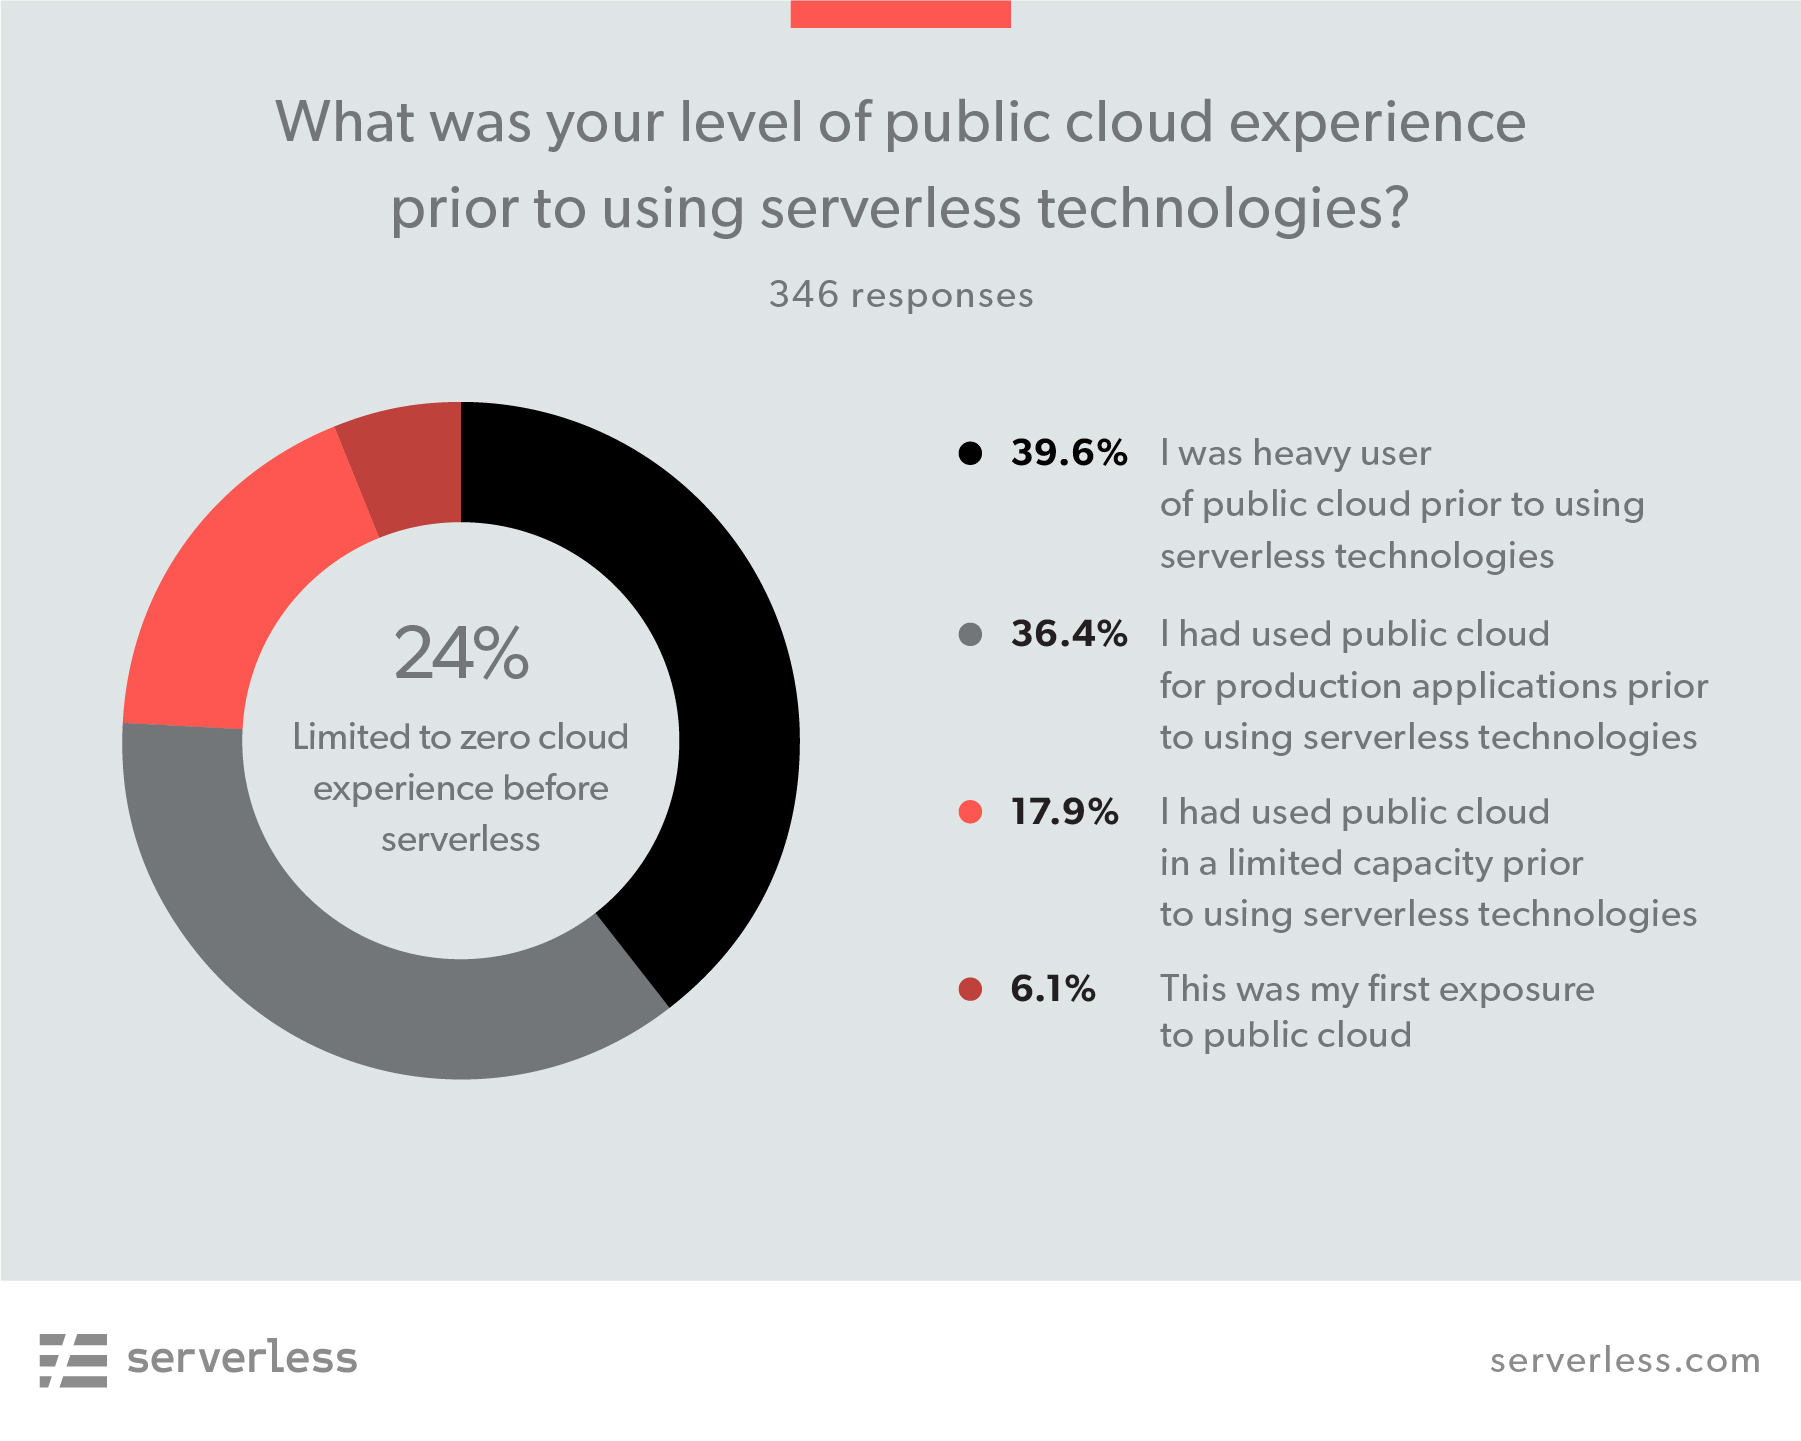 What was your level of public cloud experience
prior to using serverless technologies?
346 responses
24%
Limited to zero cloud
experience before
serverless
39.6% I was heavy user
of public cloud prior to using
serverless technologies
36.4% I had used public cloud
for production applications prior
to using serverless technologies
17.9% I had used public cloud
in a limited capacity prior
to using serverless technologies
6.1% This was my first exposure
to public cloud
serverless
serverless.com